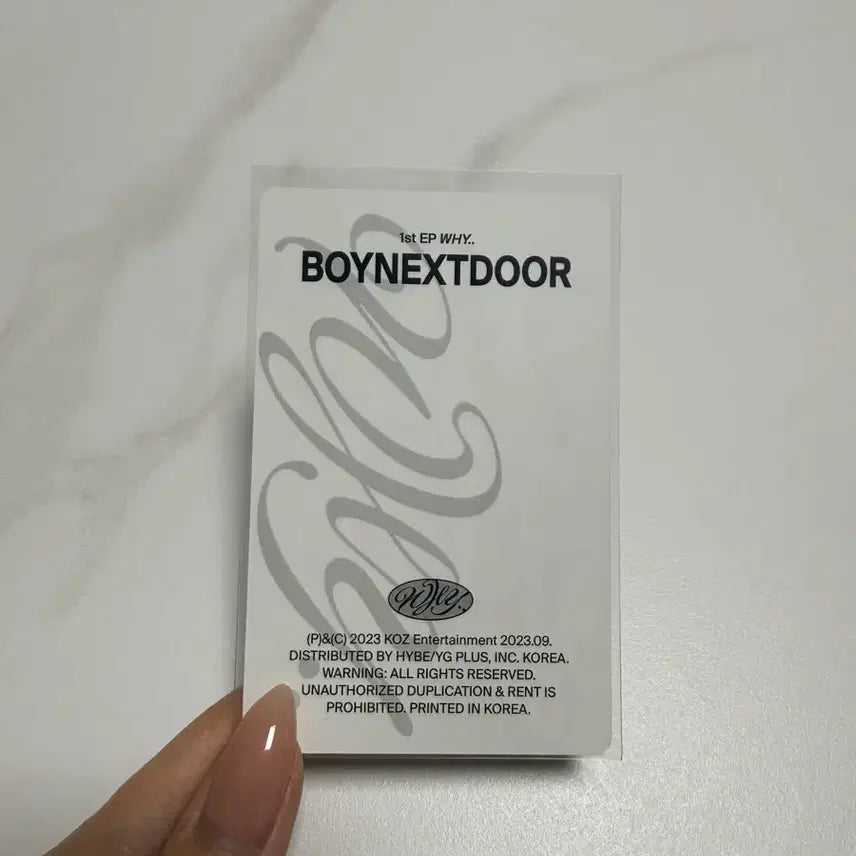 1st EP WHY..
BOYNEXTDOOR
Why..
(P)&(C) 2023 KOZ Entertainment 2023.09.
DISTRIBUTED BY HYBE/YG PLUS, INC. KOREA.
WARNING: ALL RIGHTS RESERVED.
UNAUTHORIZED DUPLICATION & RENT IS
PROHIBITED. PRINTED IN KOREA.